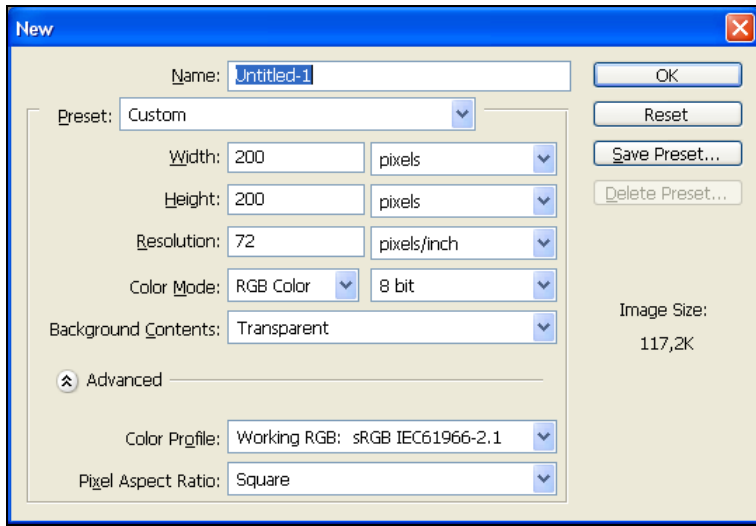 New
Name: Untitled-1
OK
Preset: Custom
Reset
Width: 200 pixels
Save Preset...
Height: 200 pixels
Delete Preset...
Resolution: 72 pixels/inch
Color Mode: RGB Color 8 bit
Image Size:
Background Contents: Transparent
117,2K
Advanced
Color Profile: Working RGB: sRGB IEC61966-2.1
Pixel Aspect Ratio: Square